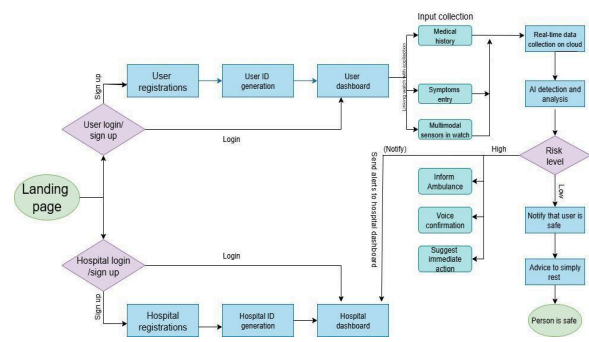 Input collection
Medical
history
Real-time data
collection on cloud
Sign up
User
registrations
User ID
generation
User
dashboard
Symptoms
entry
AI detection and
analysis
User login/
sign up
Login
Multimodal
sensors in watch
(Notify)
High
Risk
level
Send alerts to hospital dashboard
Inform
Ambulance
Low
Landing
page
Voice
confirmation
Notify that user is
safe
Hospital login
/sign up
Login
Suggest
immediate
action
Advice to simply
rest
Sign up
Hospital
registrations
Hospital ID
generation
Hospital
dashboard
Person is safe